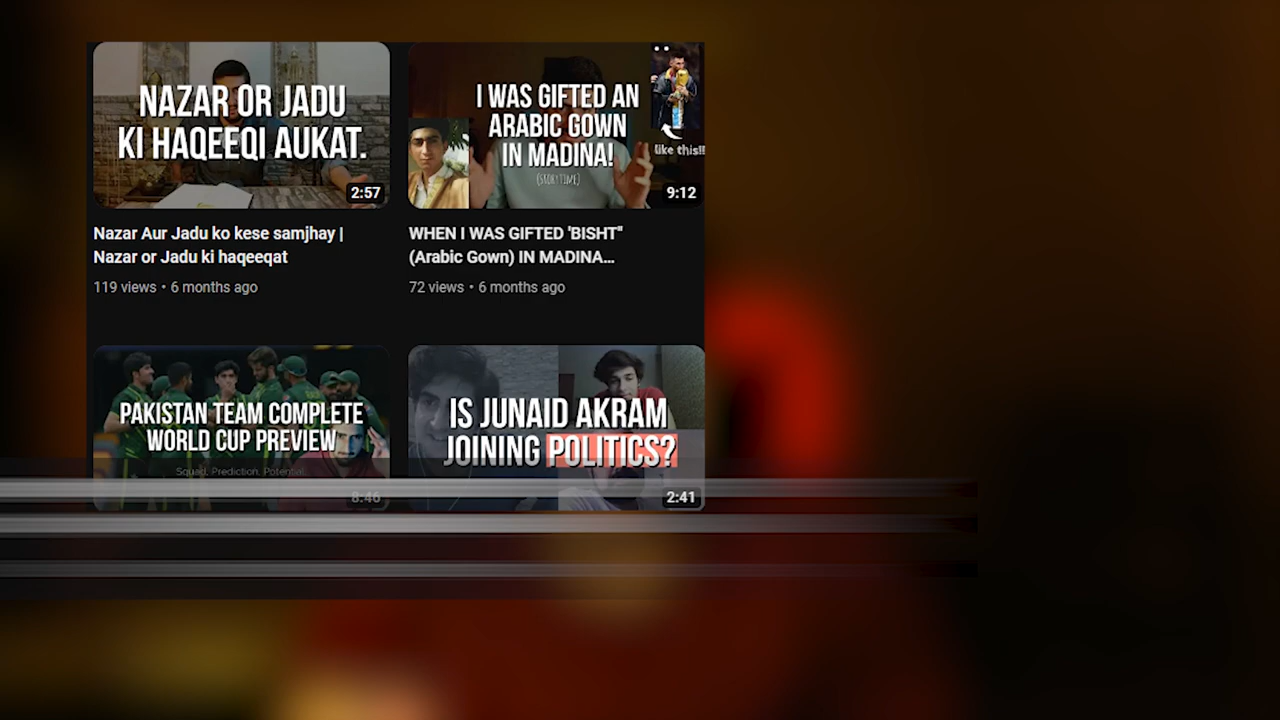 NAZAR OR JADU
KI HAQEEQI AUKAT.
2:57
I WAS GIFTED AN
ARABIC GOWN
IN MADINA!
(STORYTIME)
like this!!
9:12
Nazar Aur Jadu ko kese samjhay |
Nazar or Jadu ki haqeeqat
119 views • 6 months ago
WHEN I WAS GIFTED 'BISHT"
(Arabic Gown) IN MADINA...
72 views • 6 months ago
PAKISTAN TEAM COMPLETE
WORLD CUP PREVIEW
Squad, Prediction, Potential
8:46
IS JUNAID AKRAM
JOINING POLITICS?
2:41